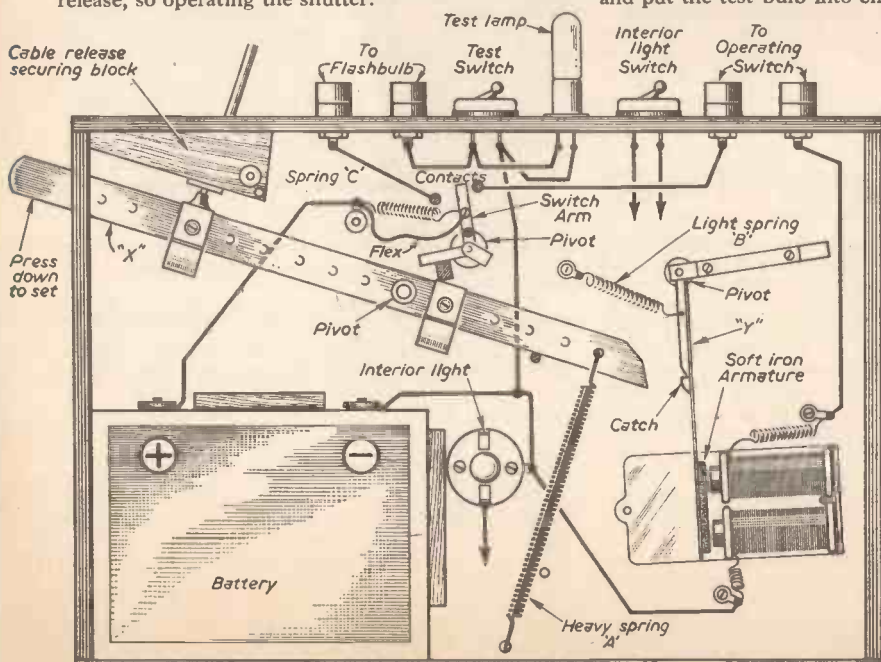 release, so operating the shutter.
and put the test bulb into
Cable release
securing block
To
Flashbulb
Test
Switch
Test lamp
Interior
light
Switch
To
Operating
Switch
Spring 'C'
Contacts
Switch
Arm
Flex
Pivot
Light spring
'B'
Pivot
"X"
Press
down
to set
Pivot
"Y"
Soft iron
Armature
Interior light
Catch
+
−
Battery
Heavy spring
'A'